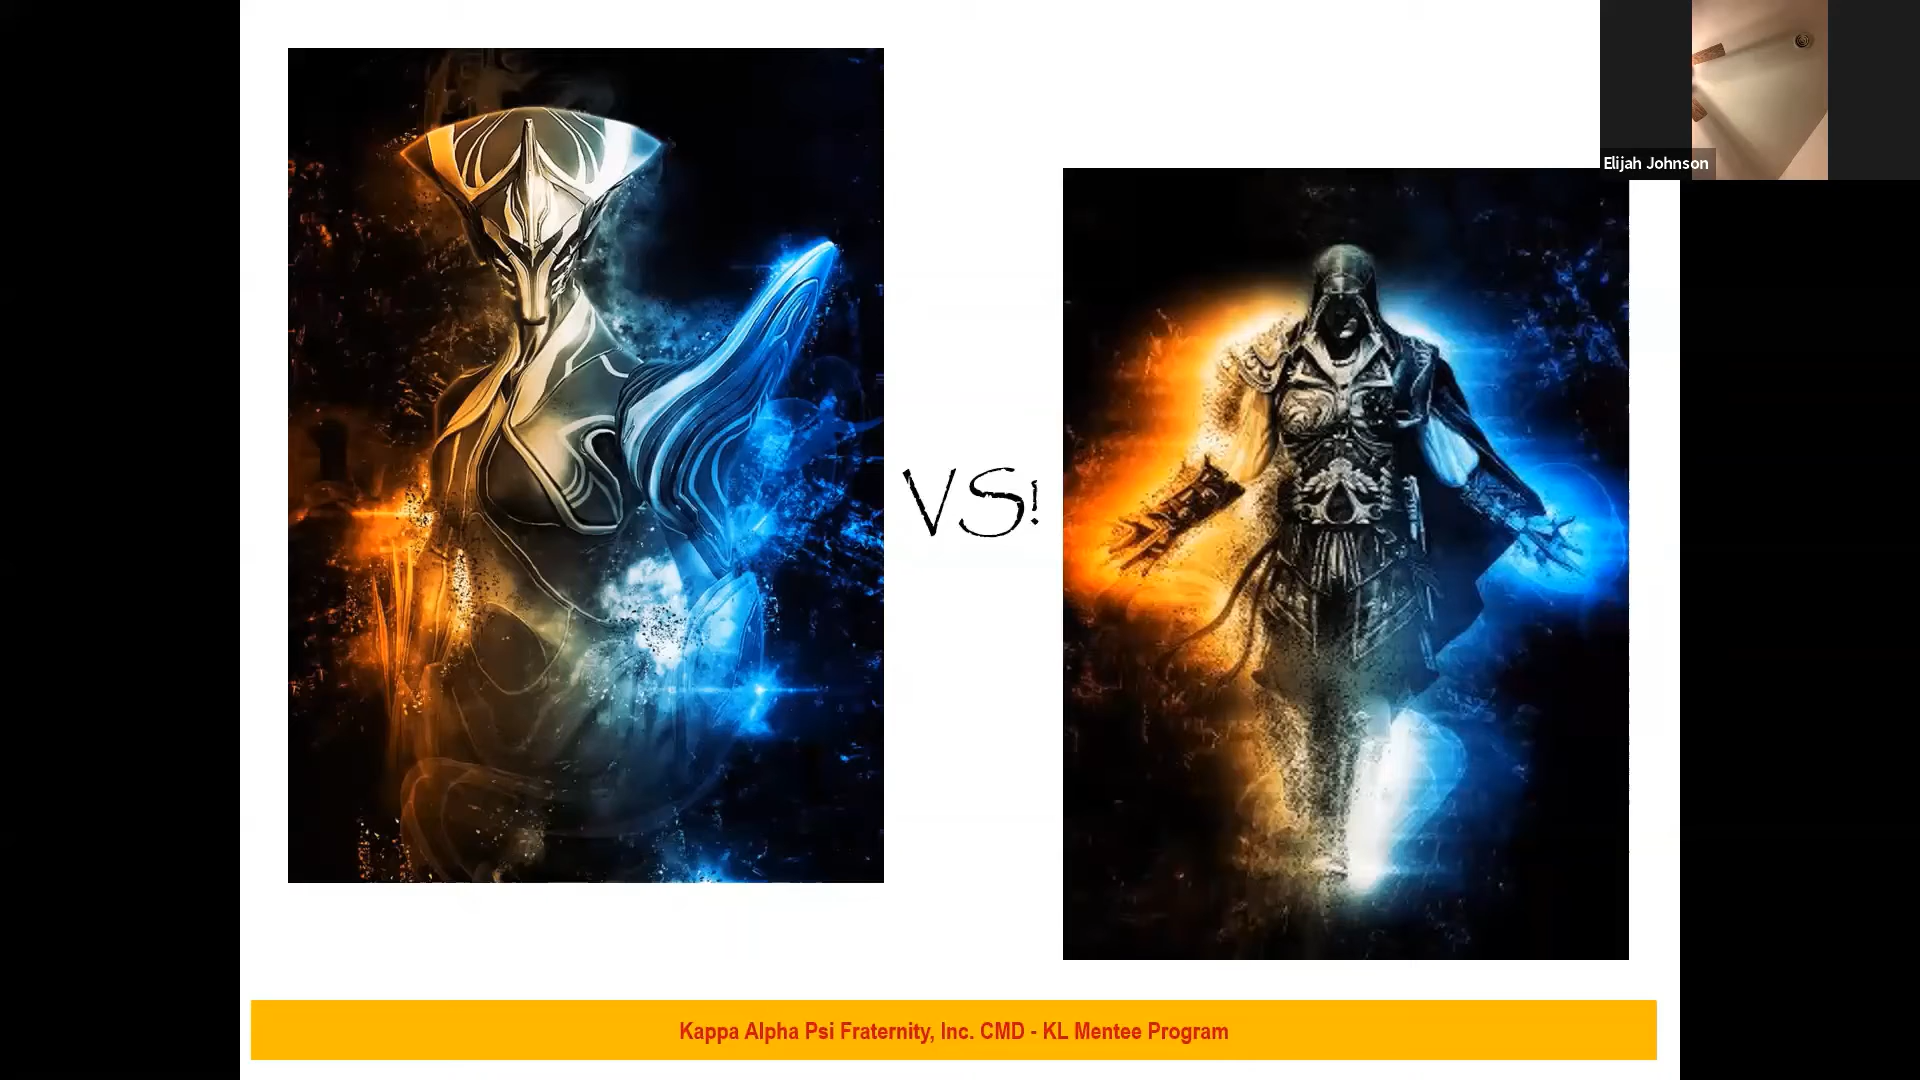 Elijah Johnson
VS!
Kappa Alpha Psi Fraternity, Inc. CMD - KL Mentee Program